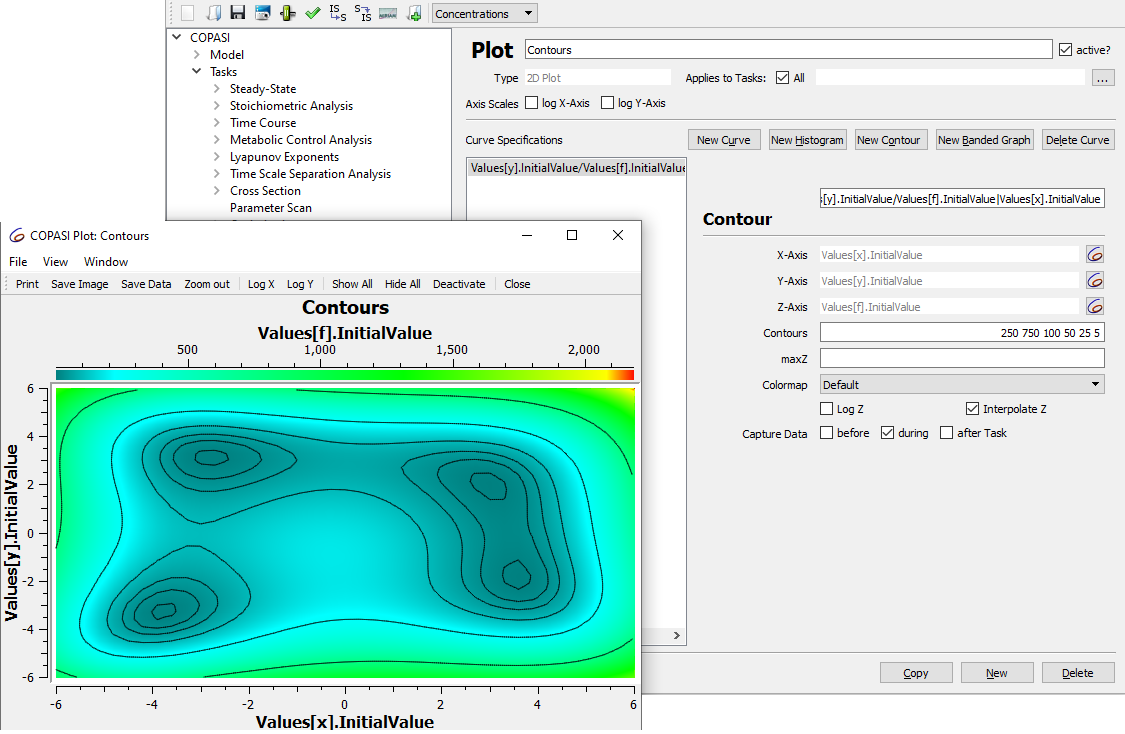 IS S
↳S ↳IS
Concentrations
COPASI
Model
Tasks
Steady-State
Stoichiometric Analysis
Time Course
Metabolic Control Analysis
Lyapunov Exponents
Time Scale Separation Analysis
Cross Section
Parameter Scan
Plot Contours active?
Type 2D Plot Applies to Tasks: All ...
Axis Scales log X-Axis log Y-Axis
Curve Specifications New Curve New Histogram New Contour New Banded Graph Delete Curve
Values[y].InitialValue/Values[f].InitialValue
[y].InitialValue/Values[f].InitialValue|Values[x].InitialValue
Contour
X-Axis Values[x].InitialValue
Y-Axis Values[y].InitialValue
Z-Axis Values[f].InitialValue
Contours 250 750 100 50 25 5
maxZ
Colormap Default
Log Z Interpolate Z
Capture Data before during after Task
Copy New Delete
COPASI Plot: Contours
File View Window
Print Save Image Save Data Zoom out Log X Log Y Show All Hide All Deactivate Close
Contours
Values[f].InitialValue
500 1,000 1,500 2,000
6
4
2
0
-2
-4
-6
Values[y].InitialValue
-6 -4 -2 0 2 4 6
Values[x].InitialValue